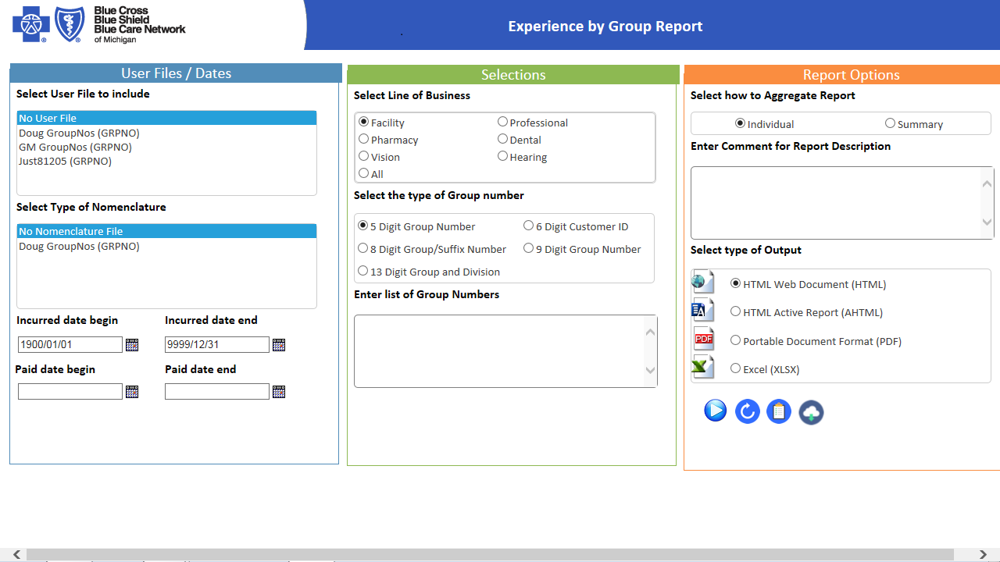 Blue Cross
Blue Shield
Blue Care Network
of Michigan
Experience by Group Report
User Files / Dates
Select User File to include
No User File
Doug GroupNos (GRPNO)
GM GroupNos (GRPNO)
Just81205 (GRPNO)
Select Type of Nomenclature
No Nomenclature File
Doug GroupNos (GRPNO)
Incurred date begin Incurred date end
1900/01/01 9999/12/31
Paid date begin Paid date end
Selections
Select Line of Business
Facility Professional
Pharmacy Dental
Vision Hearing
All
Select the type of Group number
5 Digit Group Number 6 Digit Customer ID
8 Digit Group/Suffix Number 9 Digit Group Number
13 Digit Group and Division
Enter list of Group Numbers
Report Options
Select how to Aggregate Report
Individual Summary
Enter Comment for Report Description
Select type of Output
HTML Web Document (HTML)
A HTML Active Report (AHTML)
PDF Portable Document Format (PDF)
X Excel (XLSX)